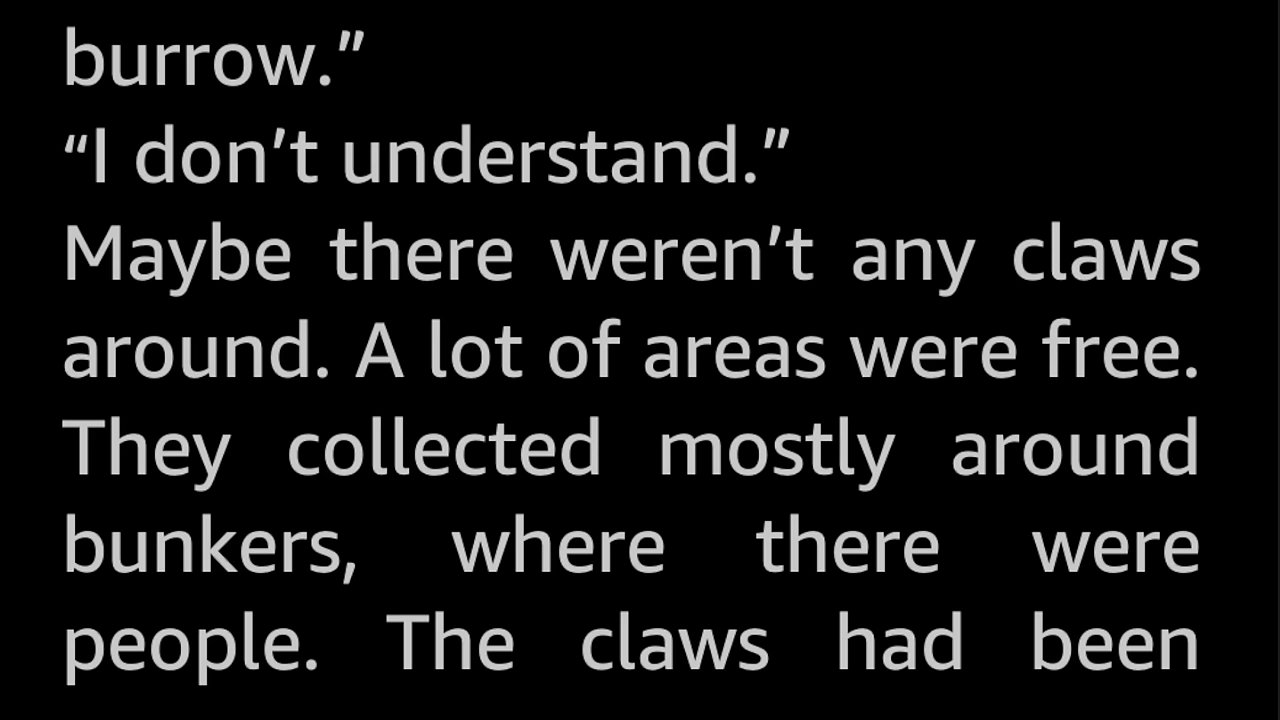 burrow.”
“I don’t understand.”
Maybe there weren’t any claws
around. A lot of areas were free.
They collected mostly around
bunkers, where there were
people. The claws had been